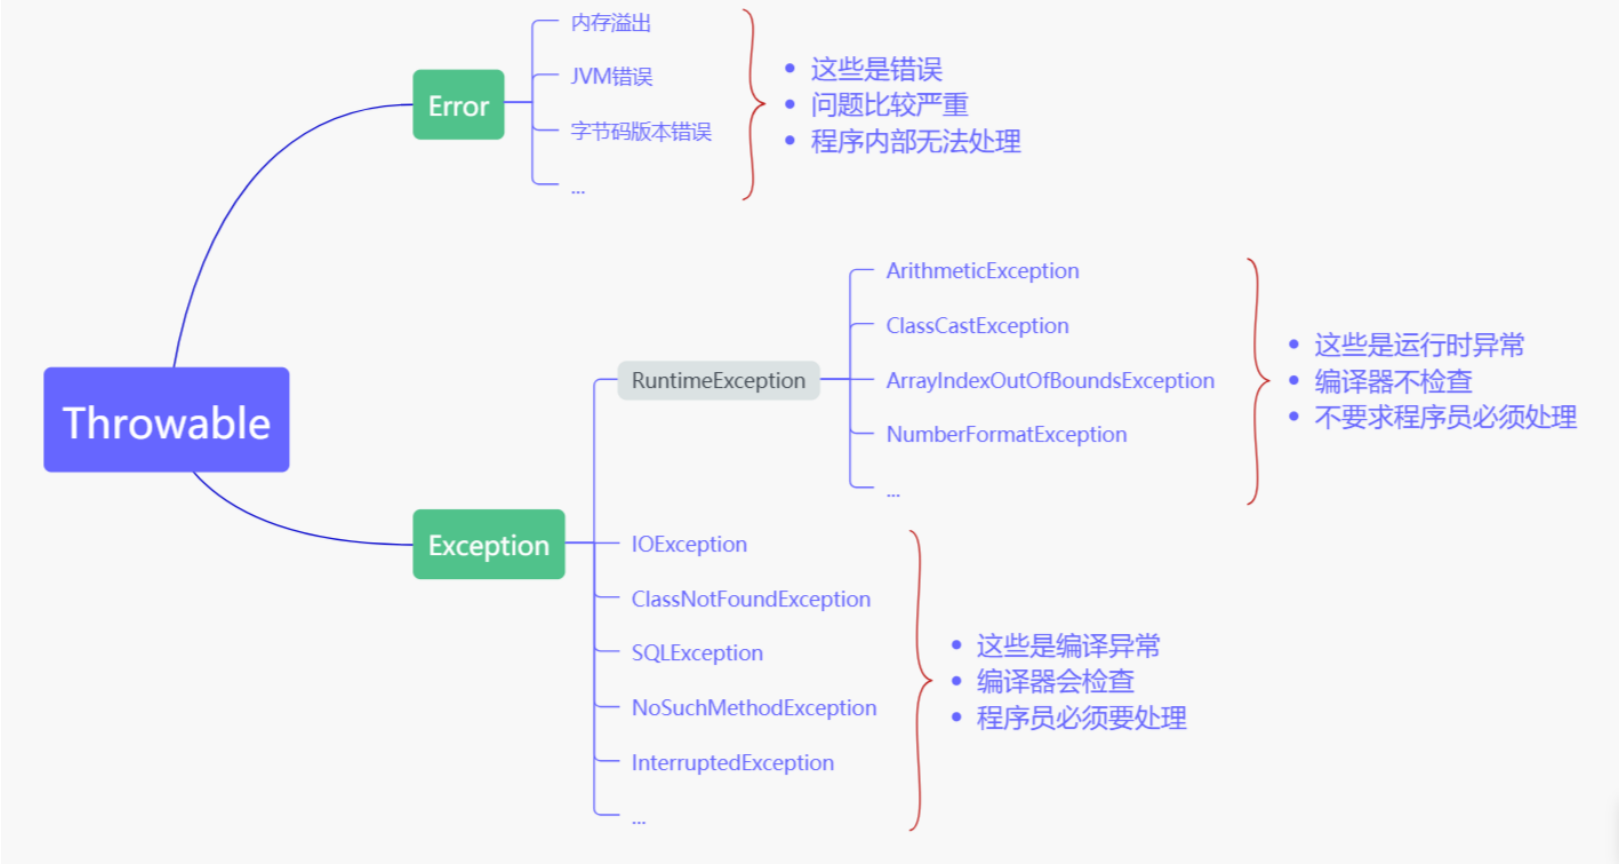 Throwable
Error
内存溢出
JVM错误
字节码版本错误
...
• 这些是错误
• 问题比较严重
• 程序内部无法处理
Exception
RuntimeException
ArithmeticException
ClassCastException
ArrayIndexOutOfBoundsException
NumberFormatException
...
• 这些是运行时异常
• 编译器不检查
• 不要求程序员必须处理
IOException
ClassNotFoundException
SQLException
NoSuchMethodException
InterruptedException
...
• 这些是编译异常
• 编译器会检查
• 程序员必须要处理